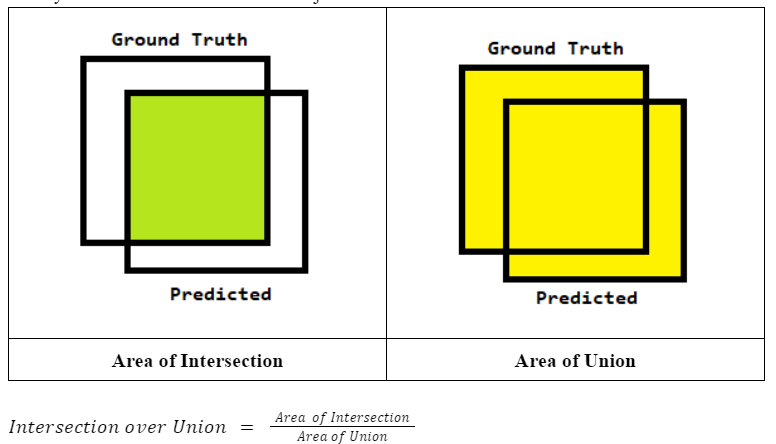 Ground Truth
Predicted
Ground Truth
Predicted
Area of Intersection
Area of Union
Intersection over Union = Area of Intersection / Area of Union